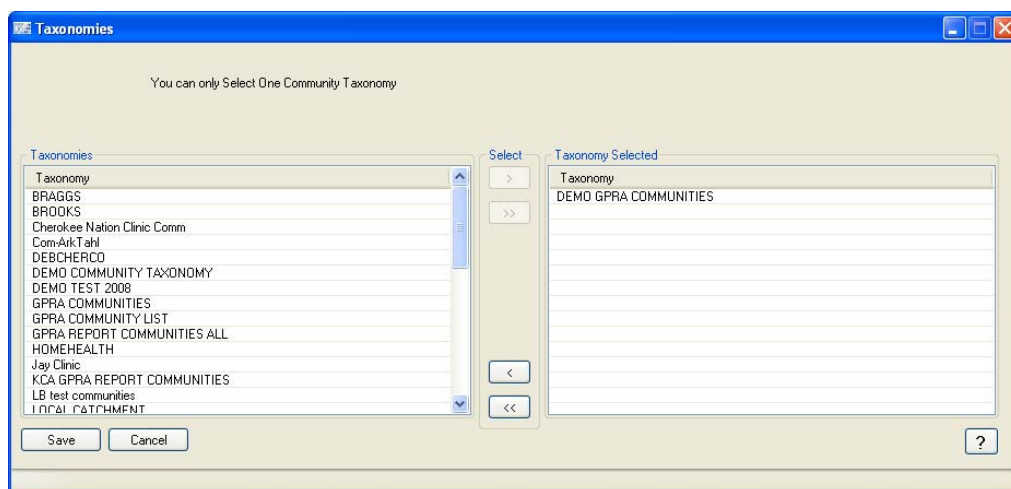 Taxonomies
You can only Select One Community Taxonomy
Taxonomies
Taxonomy
BRAGGS
BROOKS
Cherokee Nation Clinic Comm
Com-ArkTahl
DEBCHERCO
DEMO COMMUNITY TAXONOMY
DEMO TEST 2008
GPRA COMMUNITIES
GPRA COMMUNITY LIST
GPRA REPORT COMMUNITIES ALL
HOMEHEALTH
Jay Clinic
KCA GPRA REPORT COMMUNITIES
LB test communities
LOCAL CATCHMENT
Select
>
>>
<
<<
Taxonomy Selected
Taxonomy
DEMO GPRA COMMUNITIES
Save Cancel ?